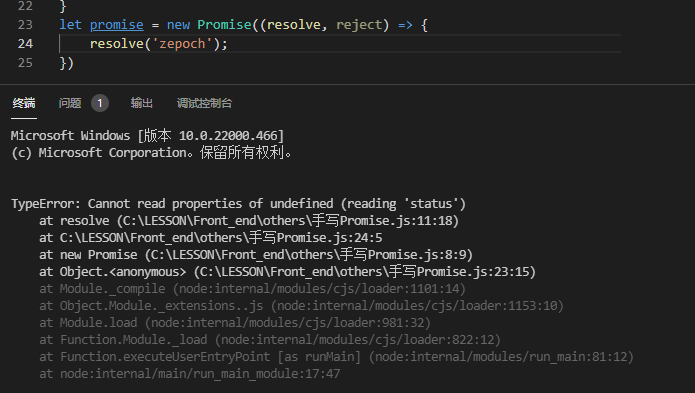 22 }
23 let promise = new Promise((resolve, reject) => {
24     resolve('zepoch');
25 })
终端 问题 1 输出 调试控制台
Microsoft Windows [版本 10.0.22000.466]
(c) Microsoft Corporation。保留所有权利。
TypeError: Cannot read properties of undefined (reading 'status')
    at resolve (C:\LESSON\Front_end\others\手写Promise.js:11:18)
    at C:\LESSON\Front_end\others\手写Promise.js:24:5
    at new Promise (C:\LESSON\Front_end\others\手写Promise.js:8:9)
    at Object.<anonymous> (C:\LESSON\Front_end\others\手写Promise.js:23:15)
    at Module._compile (node:internal/modules/cjs/loader:1101:14)
    at Object.Module._extensions..js (node:internal/modules/cjs/loader:1153:10)
    at Module.load (node:internal/modules/cjs/loader:981:32)
    at Function.Module._load (node:internal/modules/cjs/loader:822:12)
    at Function.executeUserEntryPoint [as runMain] (node:internal/modules/run_main:81:12)
    at node:internal/main/run_main_module:17:47